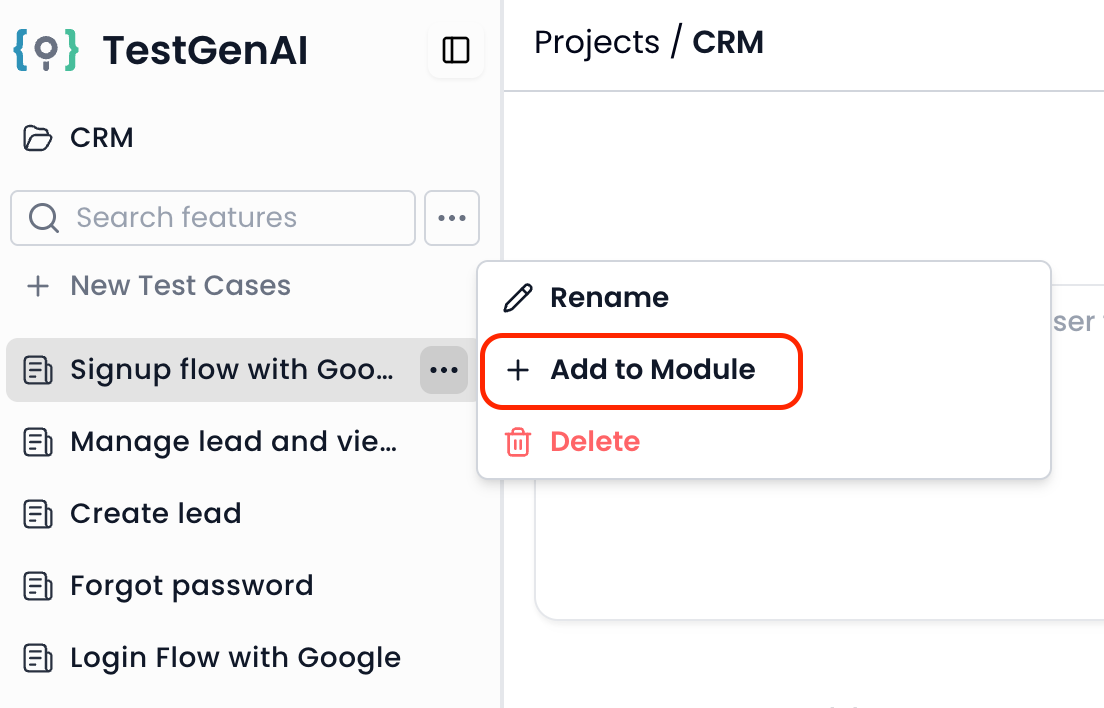 TestGenAI
Projects / CRM
CRM
Search features
New Test Cases
Rename
ser
Signup flow with Goo...
Add to Module
Manage lead and vie...
Delete
Create lead
Forgot password
Login Flow with Google